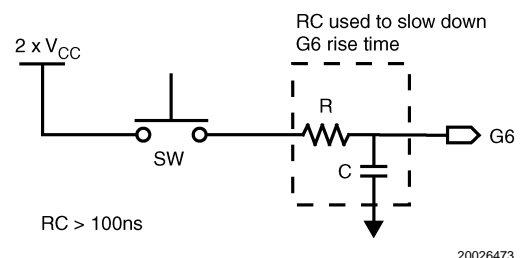 RC used to slow down
G6 rise time
2 x VCC
R
G6
SW
C
RC > 100ns
20026473